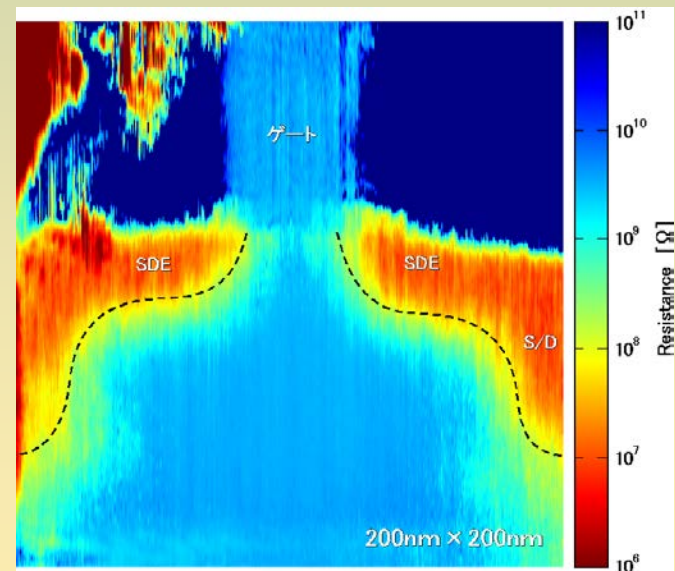 10¹¹
ゲート
10¹⁰
10⁹
SDE
SDE
S/D
10⁸
Resistance [Ω]
10⁷
200nm × 200nm
10⁶